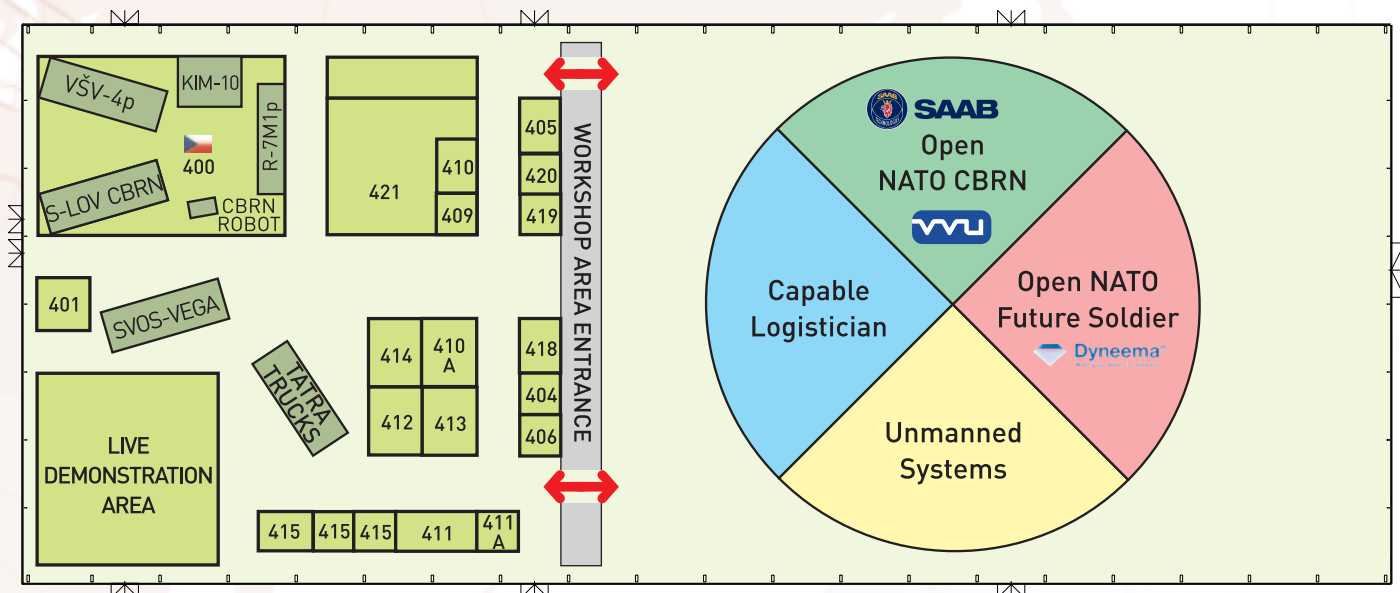 VŠV-4p
KIM-10
R-7M1p
400
S-LOV CBRN
CBRN
ROBOT
421
410
409
405
420
419
WORKSHOP AREA ENTRANCE
401
SVOS-VEGA
TATRA
TRUCKS
414
410
A
412
413
418
404
406
LIVE
DEMONSTRATION
AREA
415
415
415
411
411
A
SAAB
Open
NATO CBRN
VVU
Capable
Logistician
Open NATO
Future Soldier
Dyneema
Unmanned
Systems